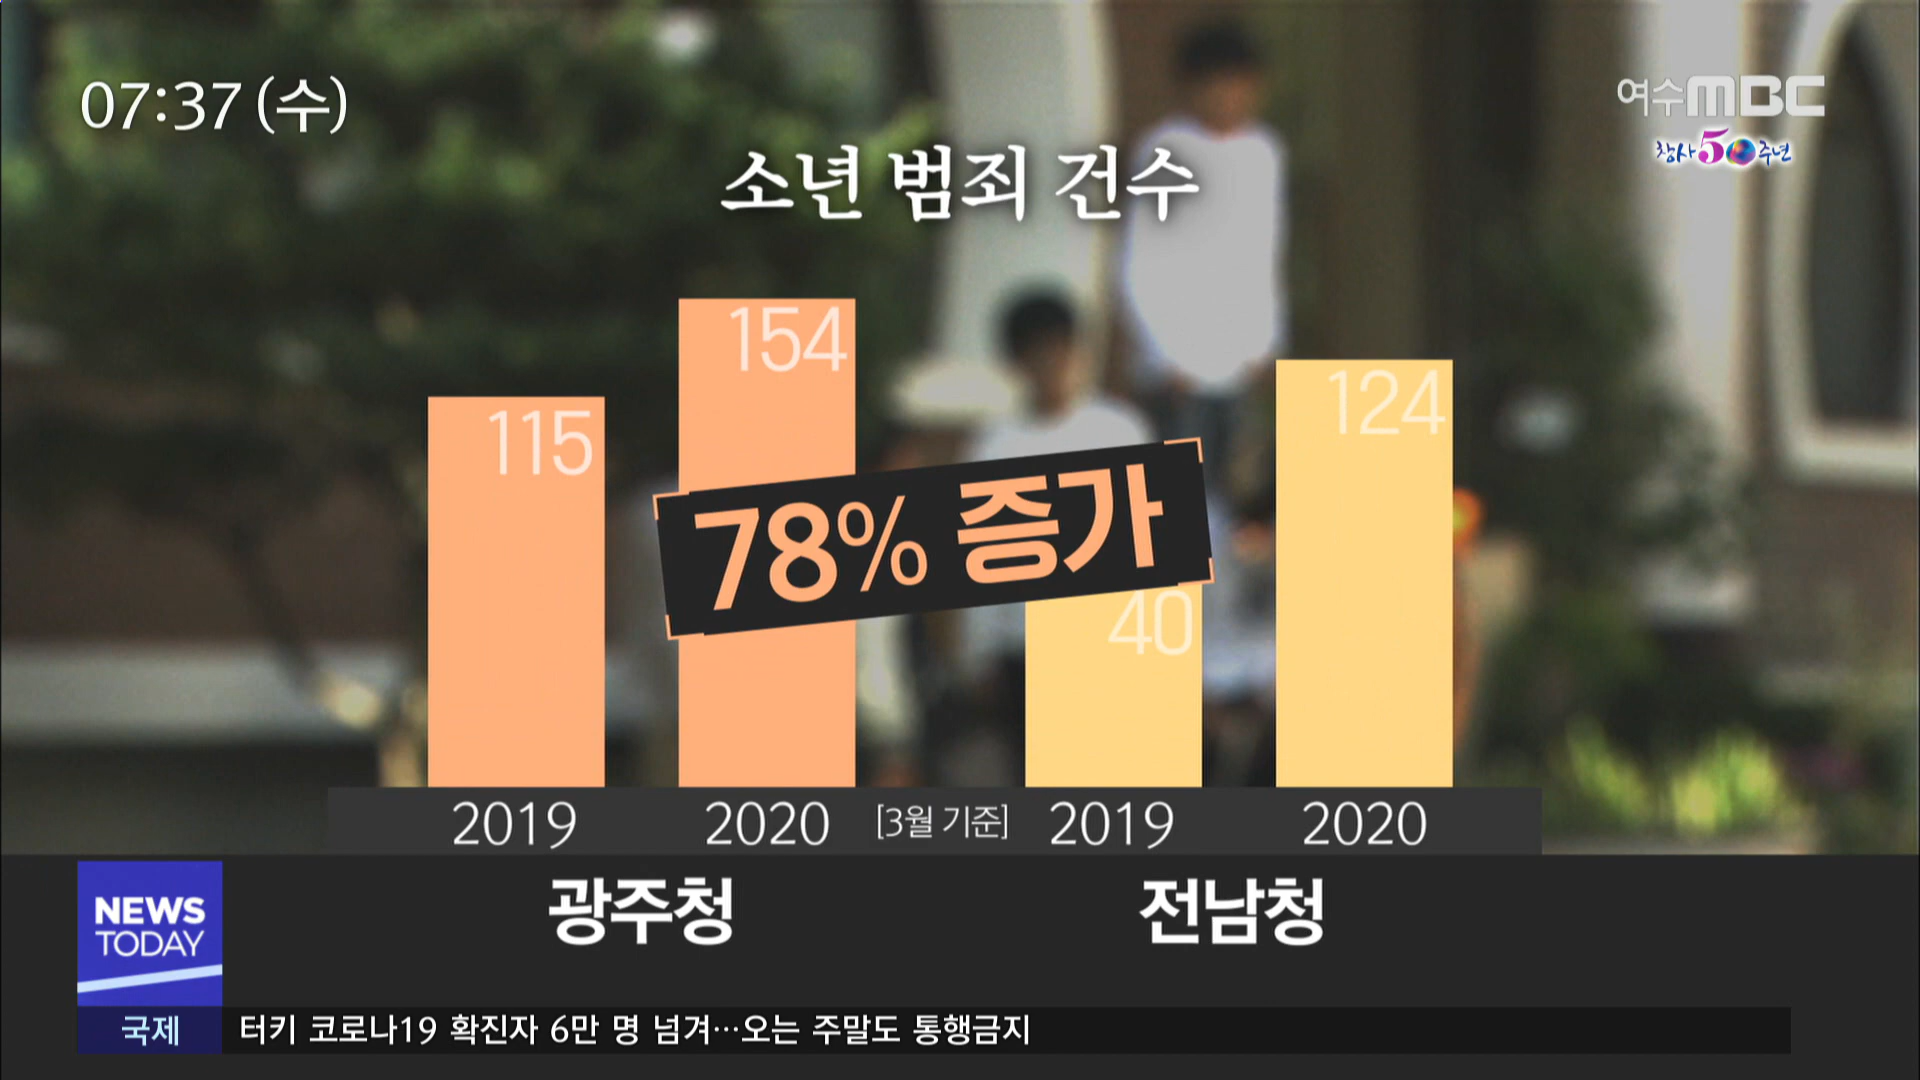 07:37 (수)
여수MBC
창사50주년
소년 범죄 건수
115
154
124
78% 증가
40
2019
2020
[3월 기준]
2019
2020
광주청
전남청
NEWS
TODAY
국제
터키 코로나19 확진자 6만 명 넘겨…오는 주말도 통행금지